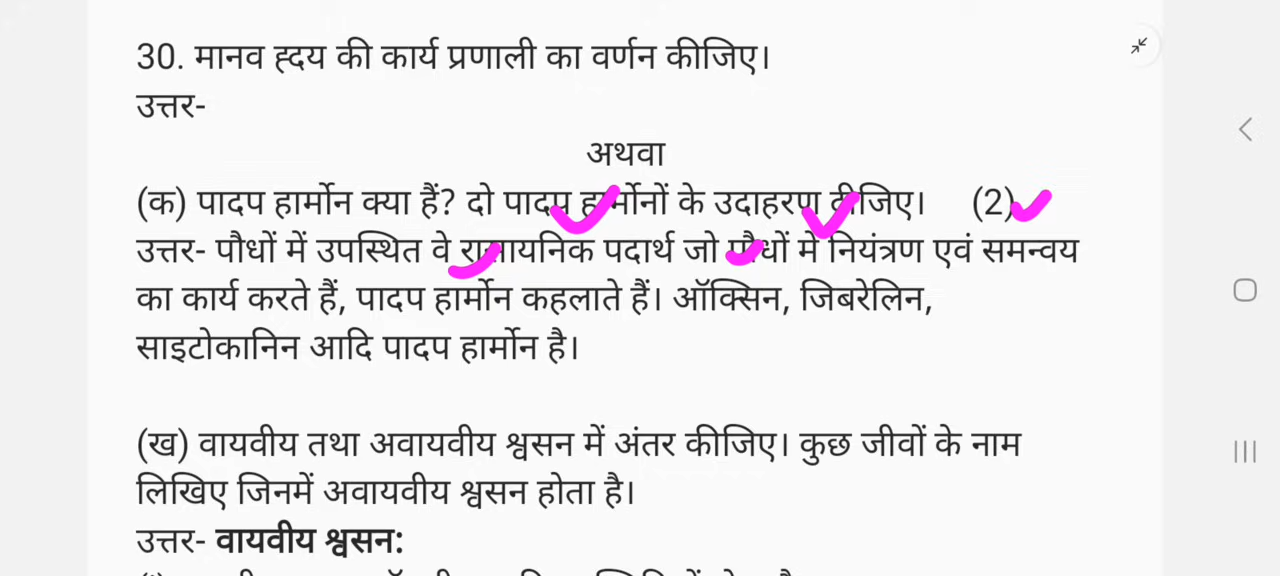 30. मानव ह्दय की कार्य प्रणाली का वर्णन कीजिए।
उत्तर-
अथवा
(क) पादप हार्मोन क्या हैं? दो पादप हार्मोनों के उदाहरण दीजिए। (2)
उत्तर- पौधों में उपस्थित वे रासायनिक पदार्थ जो पौधों में नियंत्रण एवं समन्वय
का कार्य करते हैं, पादप हार्मोन कहलाते हैं। ऑक्सिन, जिबरेलिन,
साइटोकानिन आदि पादप हार्मोन है।
(ख) वायवीय तथा अवायवीय श्वसन में अंतर कीजिए। कुछ जीवों के नाम
लिखिए जिनमें अवायवीय श्वसन होता है।
उत्तर- वायवीय श्वसन: